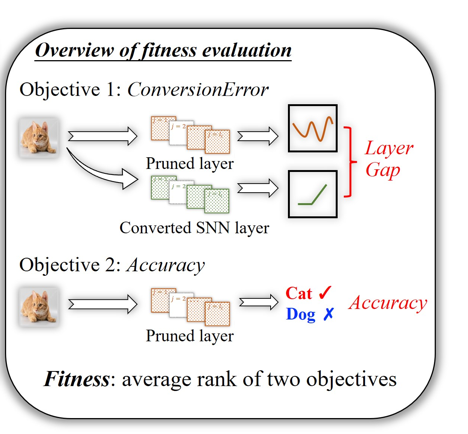 Overview of fitness evaluation
Objective 1: ConversionError
Pruned layer
Layer
Gap
Converted SNN layer
Objective 2: Accuracy
Cat ✓
Dog ✗
Accuracy
Pruned layer
Fitness: average rank of two objectives